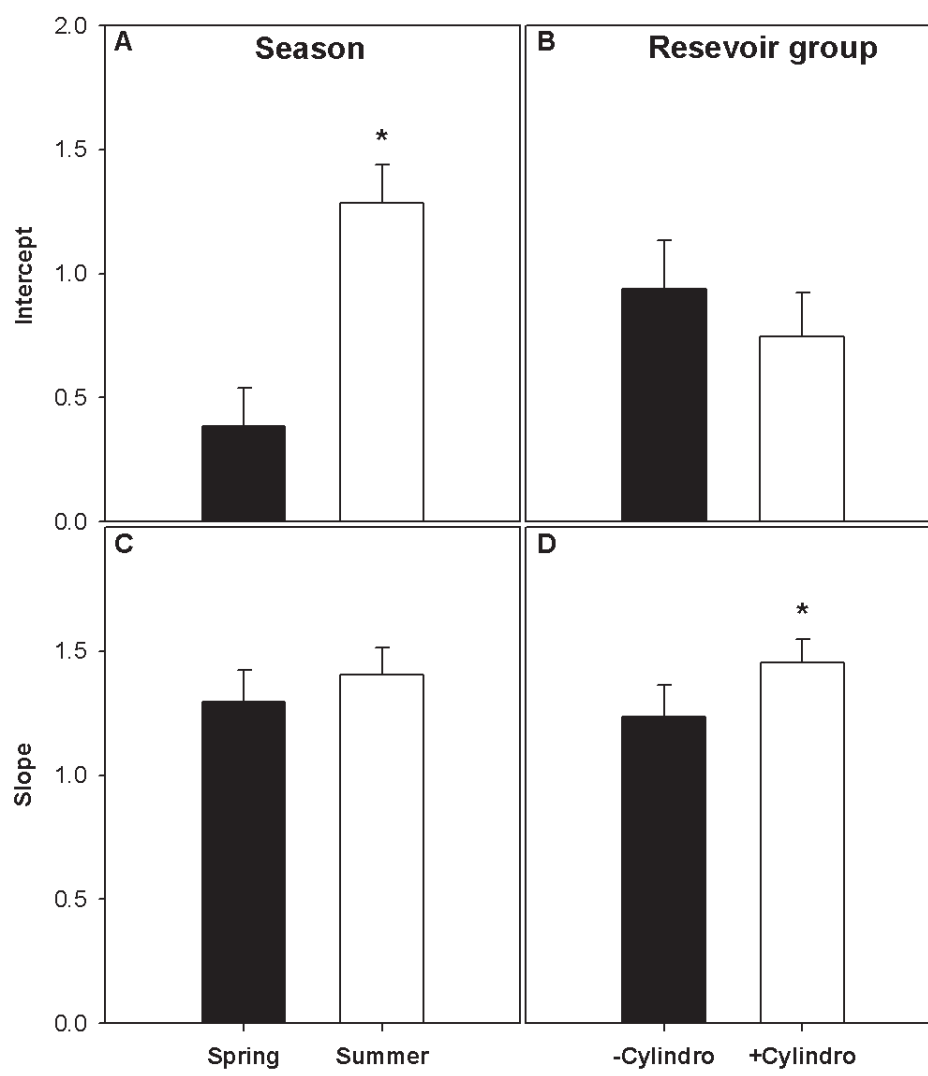 A
Season
B
Resevoir group
2.0
1.5
1.0
0.5
0.0
Intercept
*
C
D
1.5
1.0
0.5
0.0
Slope
*
Spring
Summer
-Cylindro
+Cylindro